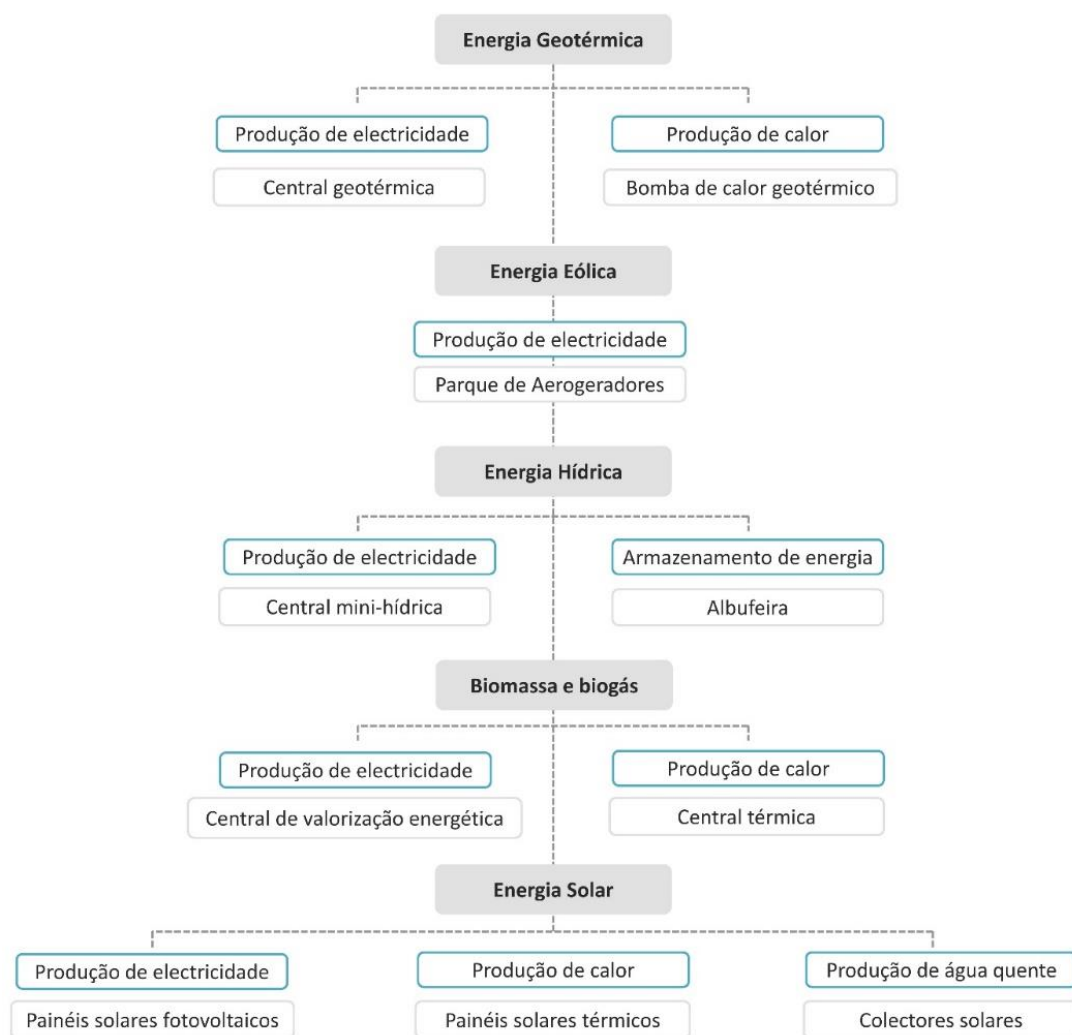 Energia Geotérmica
Produção de electricidade
Produção de calor
Central geotérmica
Bomba de calor geotérmico
Energia Eólica
Produção de electricidade
Parque de Aerogeradores
Energia Hídrica
Produção de electricidade
Armazenamento de energia
Central mini-hídrica
Albufeira
Biomassa e biogás
Produção de electricidade
Produção de calor
Central de valorização energética
Central térmica
Energia Solar
Produção de electricidade
Produção de calor
Produção de água quente
Painéis solares fotovoltaicos
Painéis solares térmicos
Colectores solares